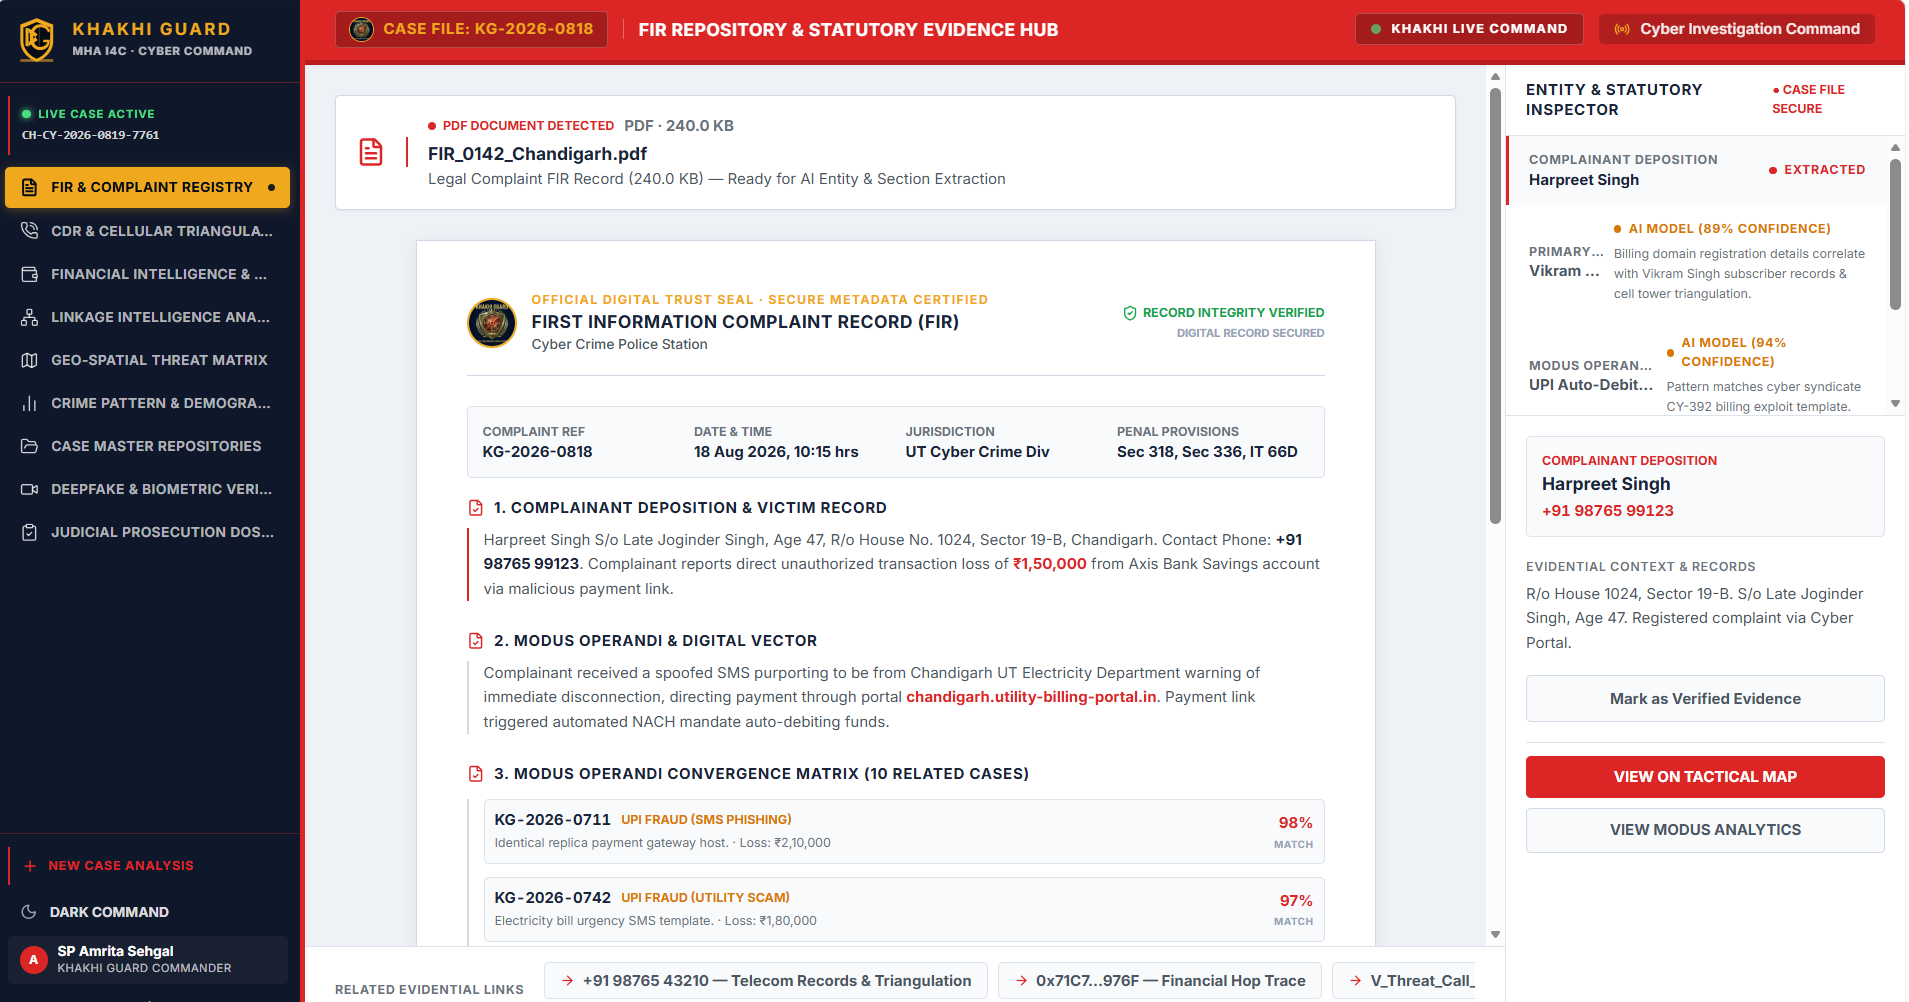 KHAKHI GUARD
MHA I4C · CYBER COMMAND
LIVE CASE ACTIVE
CH-CY-2026-0819-7761
FIR & COMPLAINT REGISTRY
CDR & CELLULAR TRIANGULA...
FINANCIAL INTELLIGENCE & ...
LINKAGE INTELLIGENCE ANA...
GEO-SPATIAL THREAT MATRIX
CRIME PATTERN & DEMOGRA...
CASE MASTER REPOSITORIES
DEEPFAKE & BIOMETRIC VERI...
JUDICIAL PROSECUTION DOS...
NEW CASE ANALYSIS
DARK COMMAND
A
SP Amrita Sehgal
KHAKHI GUARD COMMANDER
CASE FILE: KG-2026-0818
FIR REPOSITORY & STATUTORY EVIDENCE HUB
KHAKHI LIVE COMMAND
Cyber Investigation Command
PDF DOCUMENT DETECTED PDF · 240.0 KB
FIR_0142_Chandigarh.pdf
Legal Complaint FIR Record (240.0 KB) — Ready for AI Entity & Section Extraction
OFFICIAL DIGITAL TRUST SEAL · SECURE METADATA CERTIFIED
FIRST INFORMATION COMPLAINT RECORD (FIR)
Cyber Crime Police Station
RECORD INTEGRITY VERIFIED
DIGITAL RECORD SECURED
COMPLAINT REF
KG-2026-0818
DATE & TIME
18 Aug 2026, 10:15 hrs
JURISDICTION
UT Cyber Crime Div
PENAL PROVISIONS
Sec 318, Sec 336, IT 66D
1. COMPLAINANT DEPOSITION & VICTIM RECORD
Harpreet Singh S/o Late Joginder Singh, Age 47, R/o House No. 1024, Sector 19-B, Chandigarh. Contact Phone: +91
98765 99123. Complainant reports direct unauthorized transaction loss of ₹1,50,000 from Axis Bank Savings account
via malicious payment link.
2. MODUS OPERANDI & DIGITAL VECTOR
Complainant received a spoofed SMS purporting to be from Chandigarh UT Electricity Department warning of
immediate disconnection, directing payment through portal chandigarh.utility-billing-portal.in. Payment link
triggered automated NACH mandate auto-debiting funds.
3. MODUS OPERANDI CONVERGENCE MATRIX (10 RELATED CASES)
KG-2026-0711 UPI FRAUD (SMS PHISHING)
Identical replica payment gateway host. · Loss: ₹2,10,000
98%
MATCH
KG-2026-0742 UPI FRAUD (UTILITY SCAM)
Electricity bill urgency SMS template. · Loss: ₹1,80,000
97%
MATCH
RELATED EVIDENTIAL LINKS
+91 98765 43210 — Telecom Records & Triangulation
0x71C7...976F — Financial Hop Trace
V_Threat_Call_
ENTITY & STATUTORY
INSPECTOR
● CASE FILE
SECURE
COMPLAINANT DEPOSITION
Harpreet Singh
EXTRACTED
PRIMARY...
Vikram ...
AI MODEL (89% CONFIDENCE)
Billing domain registration details correlate
with Vikram Singh subscriber records &
cell tower triangulation.
MODUS OPERAN...
UPI Auto-Debit...
AI MODEL (94%
CONFIDENCE)
Pattern matches cyber syndicate
CY-392 billing exploit template.
COMPLAINANT DEPOSITION
Harpreet Singh
+91 98765 99123
EVIDENTIAL CONTEXT & RECORDS
R/o House 1024, Sector 19-B. S/o Late Joginder
Singh, Age 47. Registered complaint via Cyber
Portal.
Mark as Verified Evidence
VIEW ON TACTICAL MAP
VIEW MODUS ANALYTICS